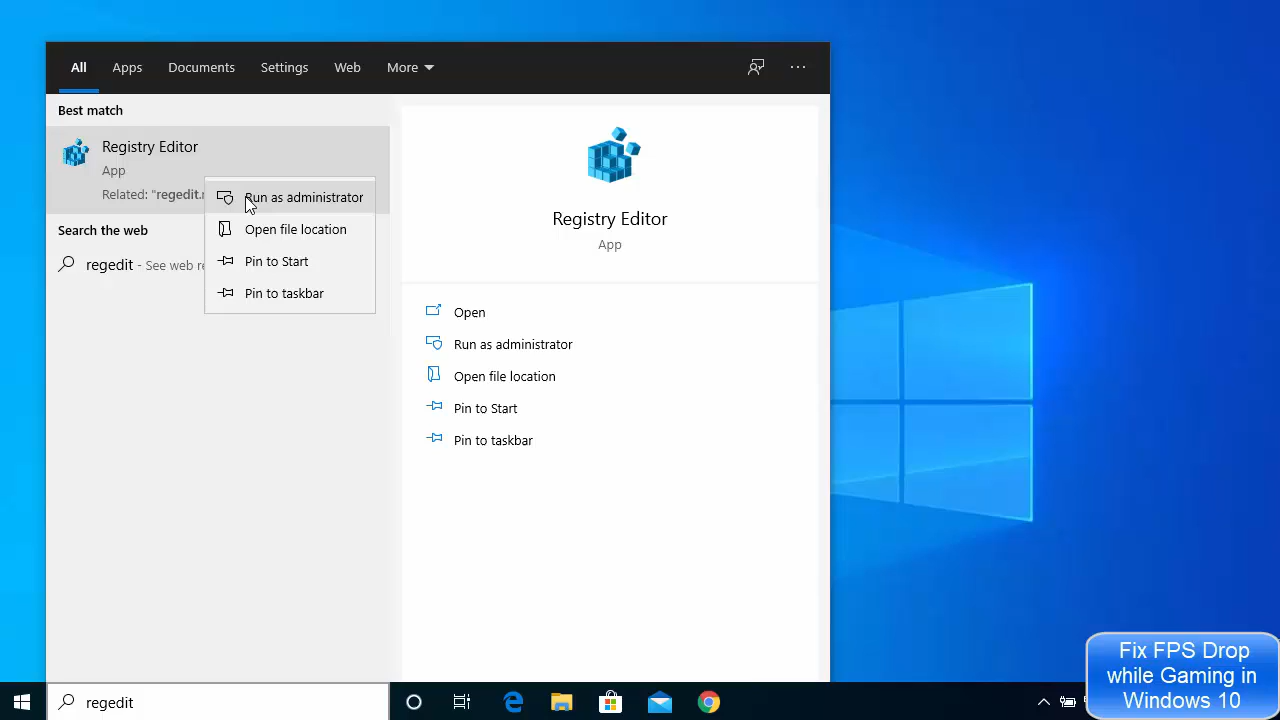 All Apps Documents Settings Web More
Best match
Registry Editor
App
Related: "regedit.
Run as administrator
Open file location
Pin to Start
Pin to taskbar
Search the web
regedit - See web re
Registry Editor
App
Open
Run as administrator
Open file location
Pin to Start
Pin to taskbar
regedit
Fix FPS Drop
while Gaming in
Windows 10